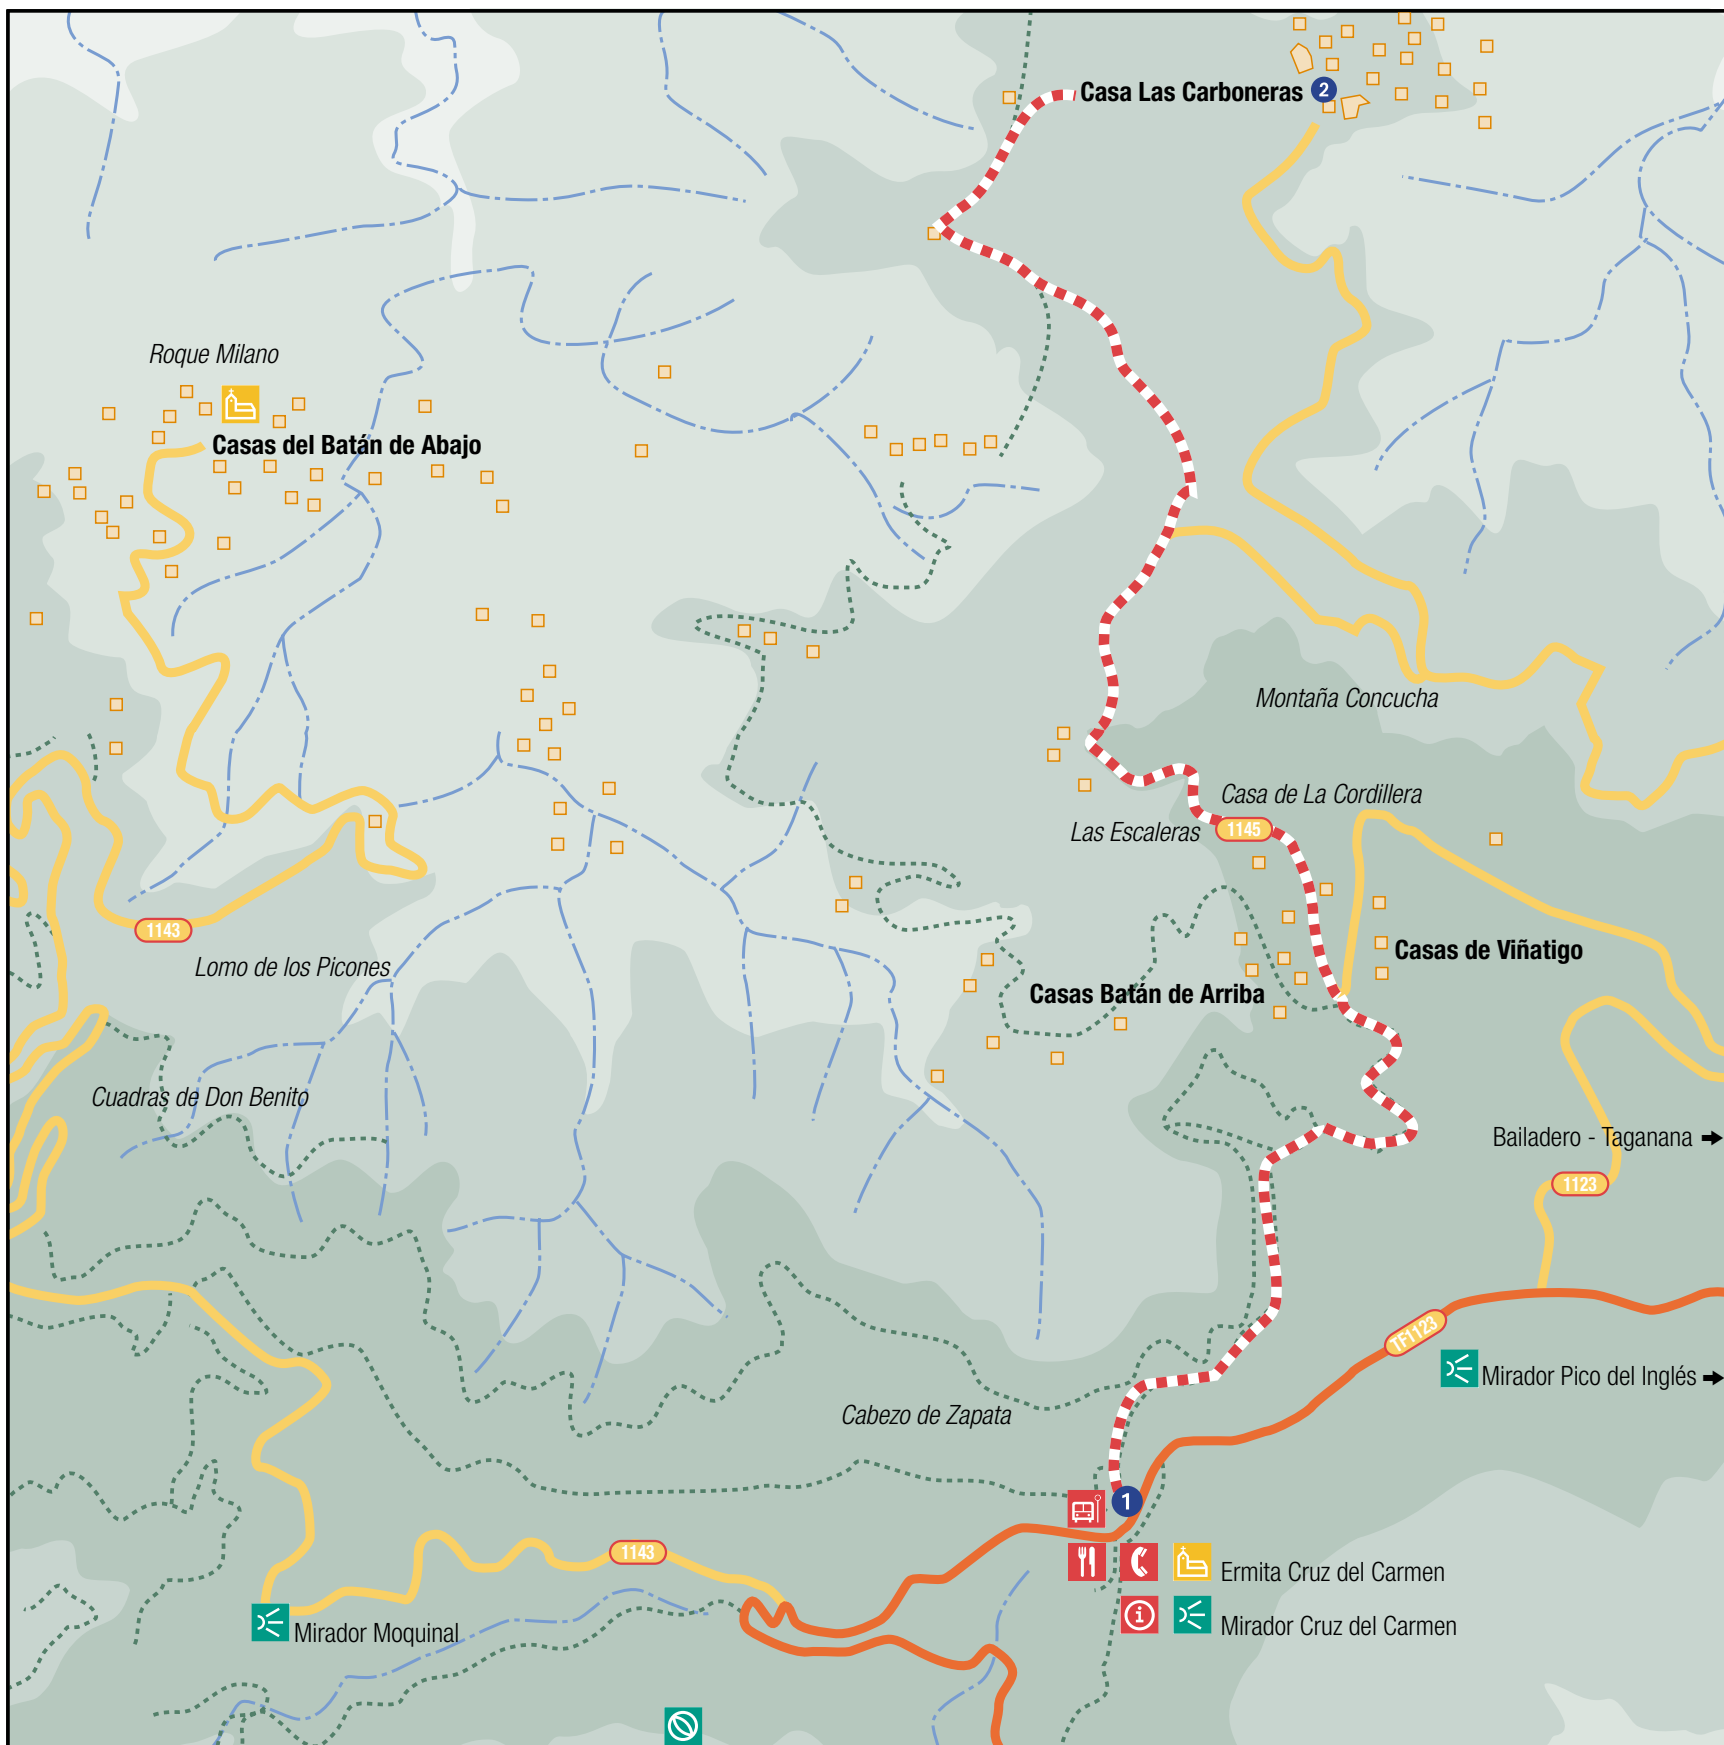 Casa Las Carboneras 2
Roque Milano
Casas del Batán de Abajo
Montaña Concucha
Casa de La Cordillera
Las Escaleras
1145
1143
Lomo de los Picones
Casas de Viñatigo
Casas Batán de Arriba
Cuadras de Don Benito
Bailadero - Taganana
1123
TF1123
Mirador Pico del Inglés
Cabezo de Zapata
1
1143
Ermita Cruz del Carmen
Mirador Moquinal
Mirador Cruz del Carmen